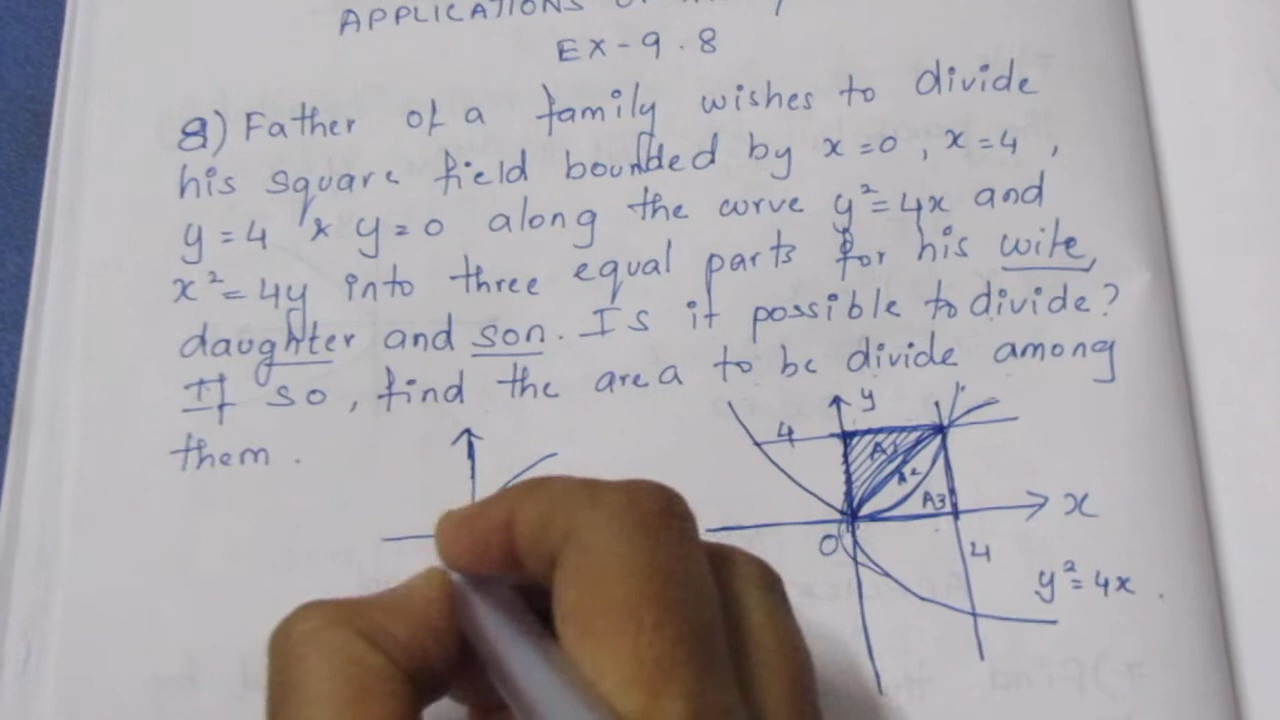 APPLICATIONS
EX-9.8
8) Father of a family wishes to divide
his square field bounded by x=0, x=4,
y=4 & y=0 along the curve y²=4x and
x²=4y into three equal parts for his wife,
daughter and son. Is it possible to divide?
If so, find the area to be divide among
them.
y
4
A1
A2
A3
x
O
4
y²=4x.